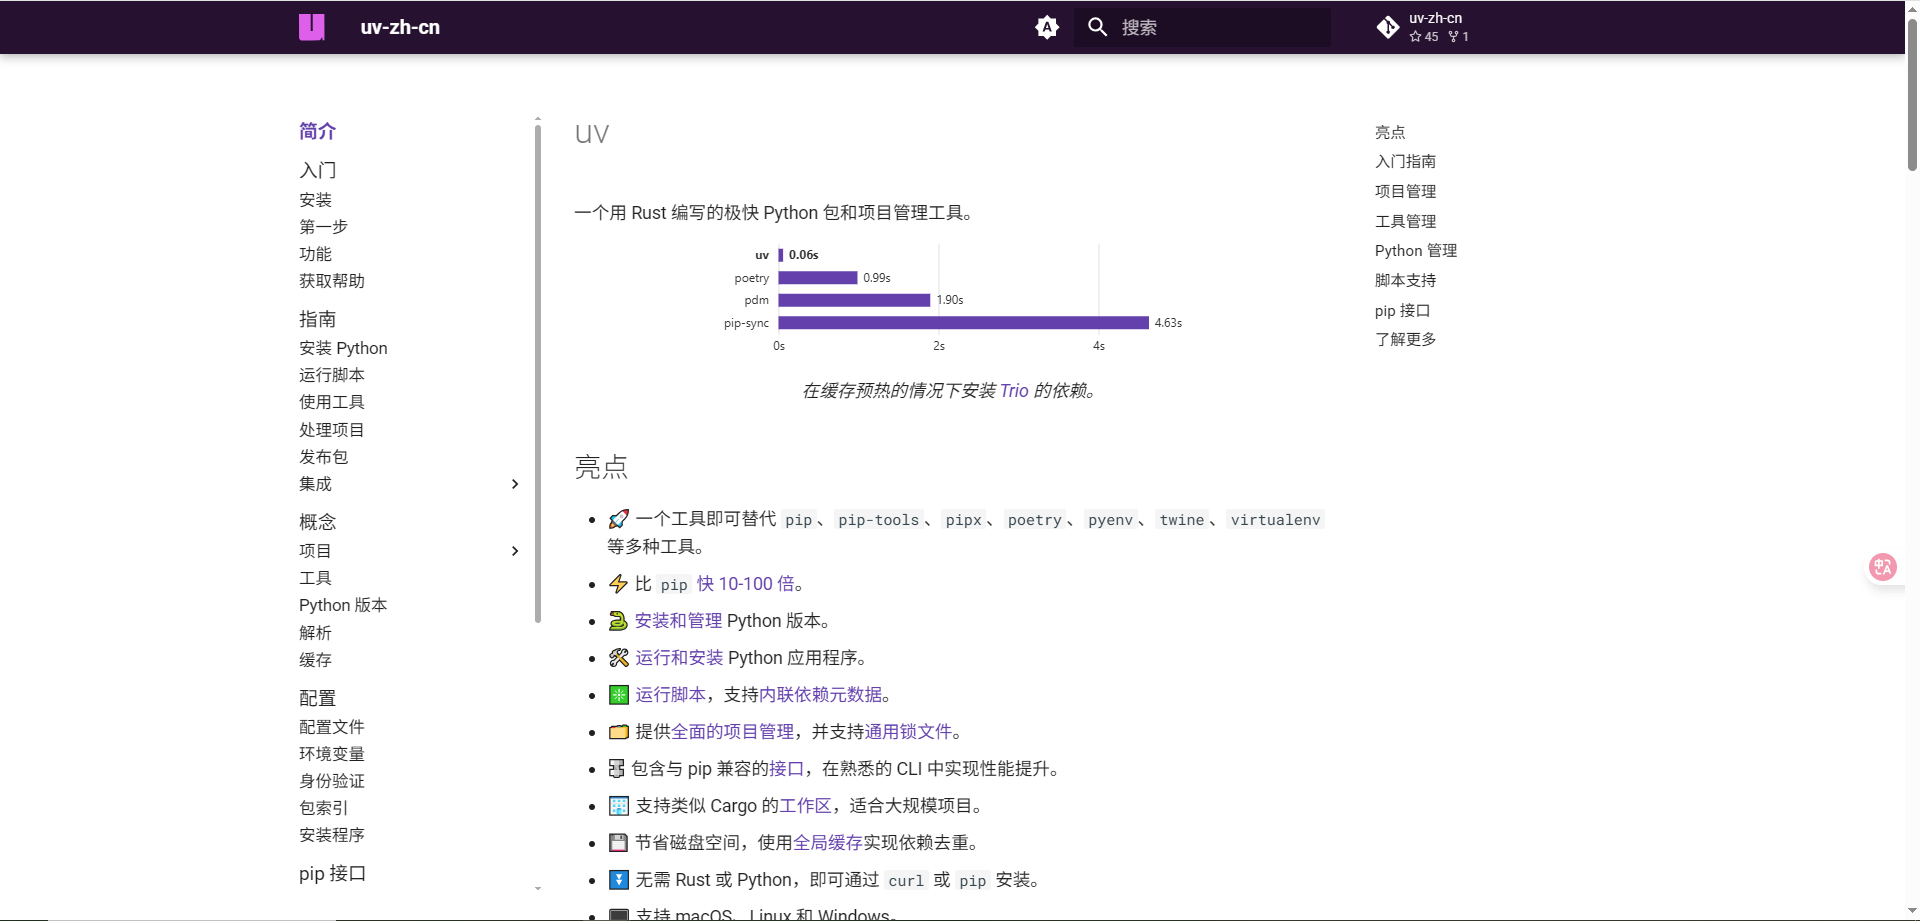 uv-zh-cn
搜索
uv-zh-cn
45 1
简介
入门
安装
第一步
功能
获取帮助
指南
安装 Python
运行脚本
使用工具
处理项目
发布包
集成
概念
项目
工具
Python 版本
解析
缓存
配置
配置文件
环境变量
身份验证
包索引
安装程序
pip 接口
uv
一个用 Rust 编写的极快 Python 包和项目管理工具。
uv 0.06s
poetry 0.99s
pdm 1.90s
pip-sync 4.63s
0s 2s 4s
在缓存预热的情况下安装 Trio 的依赖。
亮点
🚀 一个工具即可替代 pip、pip-tools、pipx、poetry、pyenv、twine、virtualenv
等多种工具。
⚡ 比 pip 快 10-100 倍。
🐍 安装和管理 Python 版本。
🛠️ 运行和安装 Python 应用程序。
❇️ 运行脚本，支持内联依赖元数据。
🗂️ 提供全面的项目管理，并支持通用锁文件。
🔩 包含与 pip 兼容的接口，在熟悉的 CLI 中实现性能提升。
🏢 支持类似 Cargo 的工作区，适合大规模项目。
💾 节省磁盘空间，使用全局缓存实现依赖去重。
⏬ 无需 Rust 或 Python，即可通过 curl 或 pip 安装。
🖥️ 支持 macOS、Linux 和 Windows。
亮点
入门指南
项目管理
工具管理
Python 管理
脚本支持
pip 接口
了解更多